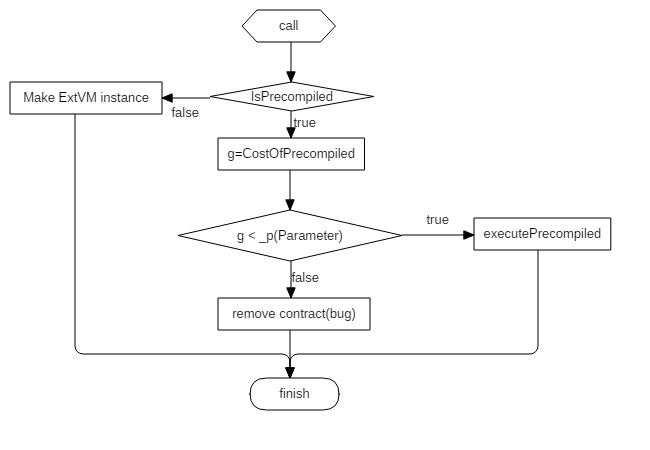 call
IsPrecompiled
Make ExtVM instance
false
true
g=CostOfPrecompiled
g < _p(Parameter)
true
executePrecompiled
false
remove contract(bug)
finish